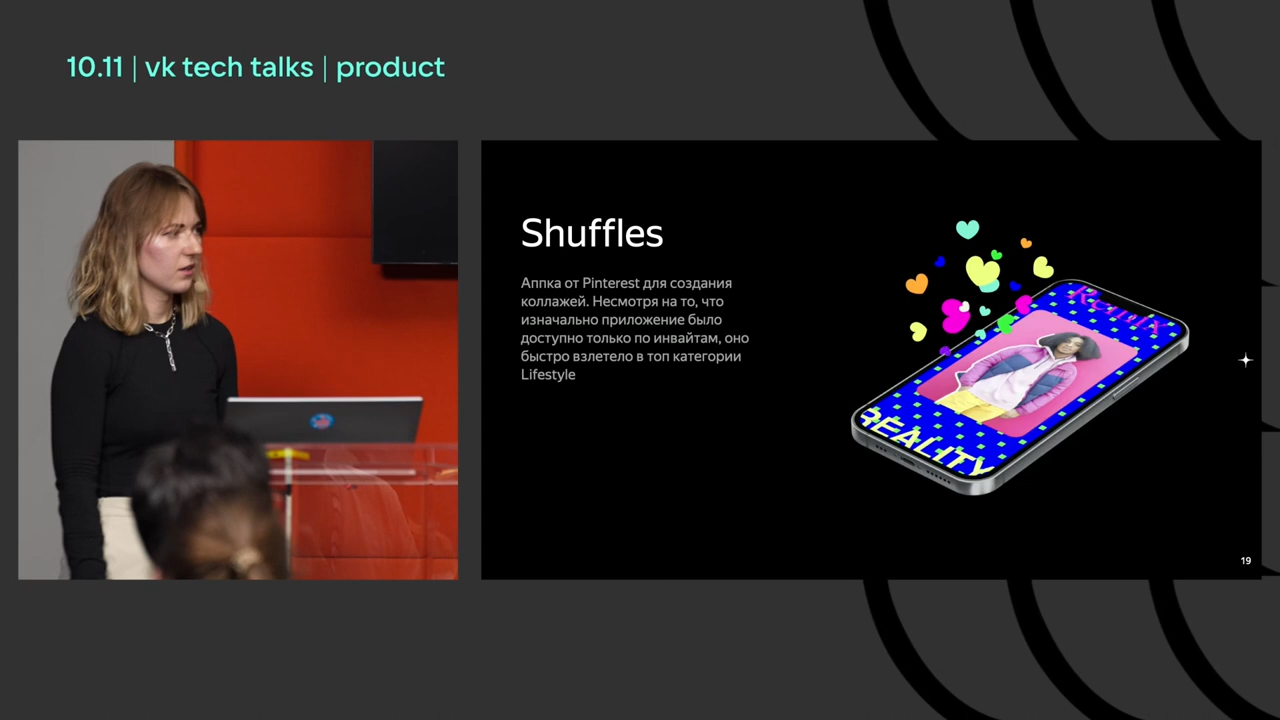 10.11 | vk tech talks | product
Shuffles
Аппка от Pinterest для создания
коллажей. Несмотря на то, что
изначально приложение было
доступно только по инвайтам, оно
быстро взлетело в топ категории
Lifestyle
Remix
REALITY
19